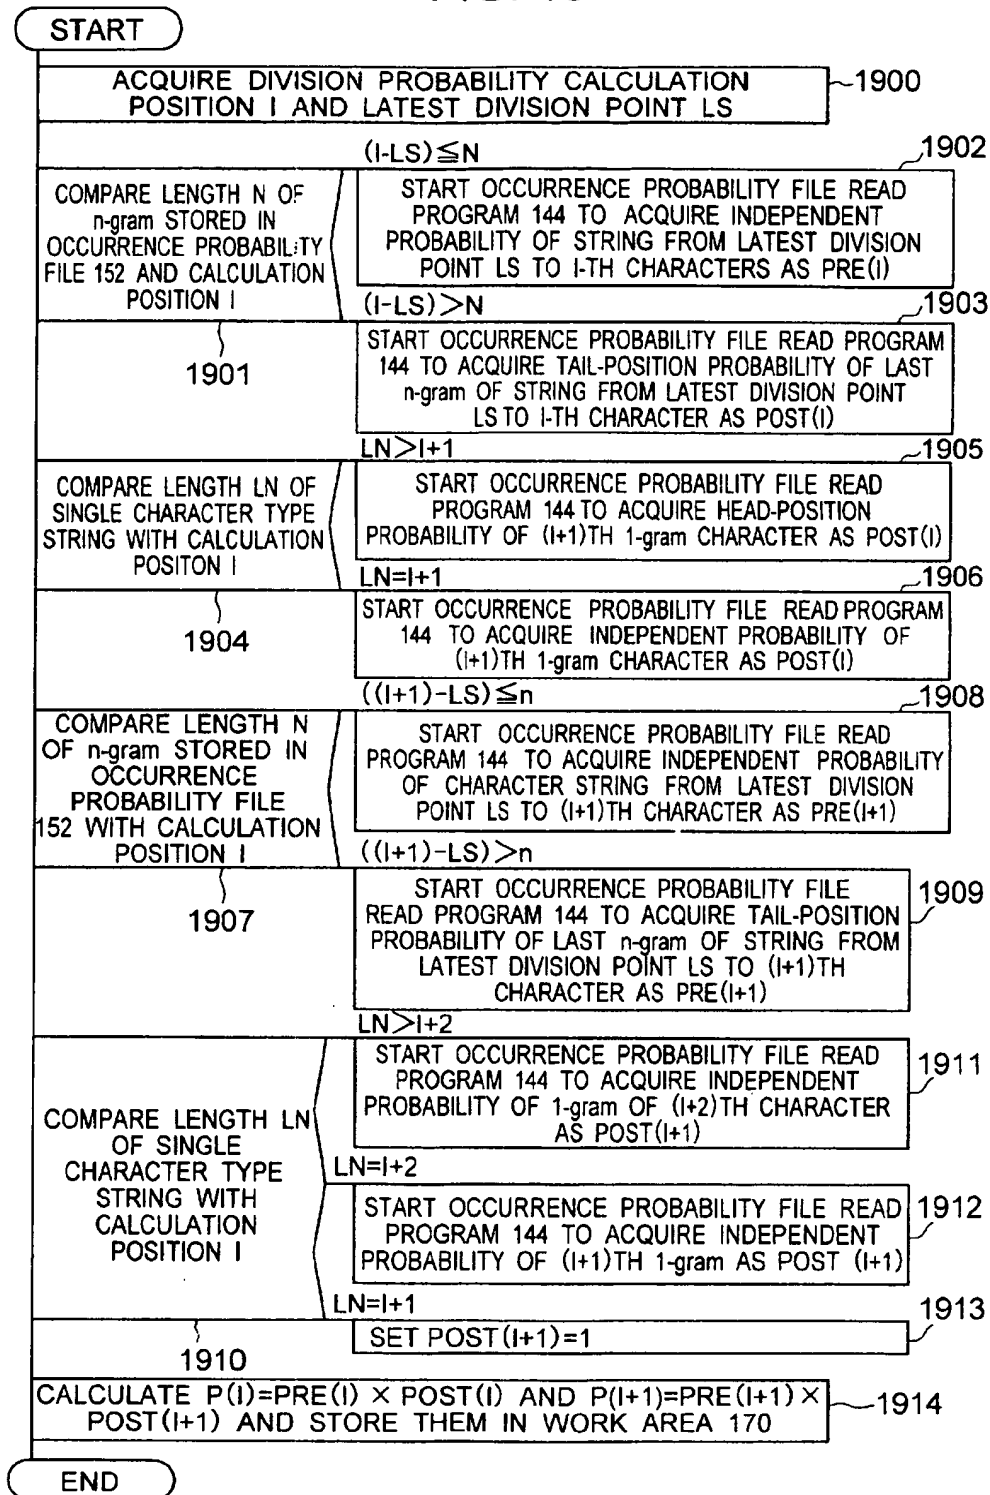 START
ACQUIRE DIVISION PROBABILITY CALCULATION
POSITION I AND LATEST DIVISION POINT LS
1900
(I-LS)≦N
1902
COMPARE LENGTH N OF
n-gram STORED IN
OCCURRENCE PROBABILITY
FILE 152 AND CALCULATION
POSITION I
START OCCURRENCE PROBABILITY FILE READ
PROGRAM 144 TO ACQUIRE INDEPENDENT
PROBABILITY OF STRING FROM LATEST DIVISION
POINT LS TO I-TH CHARACTERS AS PRE(I)
(I-LS)>N
1903
1901
START OCCURRENCE PROBABILITY FILE READ PROGRAM
144 TO ACQUIRE TAIL-POSITION PROBABILITY OF LAST
n-gram OF STRING FROM LATEST DIVISION POINT
LS TO I-TH CHARACTER AS POST(I)
LN>I+1
1905
COMPARE LENGTH LN OF
SINGLE CHARACTER TYPE
STRING WITH CALCULATION
POSITON I
START OCCURRENCE PROBABILITY FILE READ
PROGRAM 144 TO ACQUIRE HEAD-POSITION
PROBABILITY OF (I+1)TH 1-gram CHARACTER AS POST(I)
LN=I+1
1906
1904
START OCCURRENCE PROBABILITY FILE READ PROGRAM
144 TO ACQUIRE INDEPENDENT PROBABILITY OF
(I+1)TH 1-gram CHARACTER AS POST(I)
((I+1)-LS)≦n
1908
COMPARE LENGTH N
OF n-gram STORED IN
OCCURRENCE
PROBABILITY FILE
152 WITH CALCULATION
POSITION I
START OCCURRENCE PROBABILITY FILE READ
PROGRAM 144 TO ACQUIRE INDEPENDENT PROBABILITY
OF CHARACTER STRING FROM LATEST DIVISION
POINT LS TO (I+1)TH CHARACTER AS PRE(I+1)
((I+1)-LS)>n
1907
START OCCURRENCE PROBABILITY FILE
READ PROGRAM 144 TO ACQUIRE TAIL-POSITION
PROBABILITY OF LAST n-gram OF STRING FROM
LATEST DIVISION POINT LS TO (I+1)TH
CHARACTER AS PRE(I+1)
1909
LN>I+2
COMPARE LENGTH LN
OF SINGLE
CHARACTER TYPE
STRING WITH
CALCULATION
POSITION I
START OCCURRENCE PROBABILITY FILE READ
PROGRAM 144 TO ACQUIRE INDEPENDENT
PROBABILITY OF 1-gram OF (I+2)TH CHARACTER
AS POST(I+1)
1911
LN=I+2
START OCCURRENCE PROBABILITY FILE READ
PROGRAM 144 TO ACQUIRE INDEPENDENT
PROBABILITY OF (I+1)TH 1-gram AS POST (I+1)
1912
LN=I+1
1913
SET POST(I+1)=1
1910
CALCULATE P(I)=PRE(I) × POST(I) AND P(I+1)=PRE(I+1) ×
POST(I+1) AND STORE THEM IN WORK AREA 170
1914
END